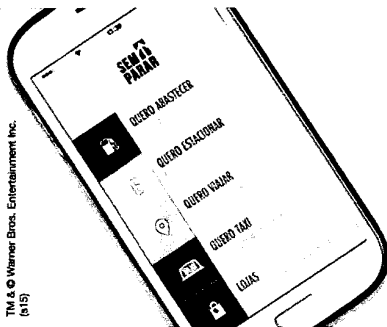 TM & © Warner Bros. Entertainment Inc.
(s15)
SEM
PARAR
QUERO ABASTECER
QUERO ESTACIONAR
QUERO VIAJAR
QUERO TAXI
LOJAS